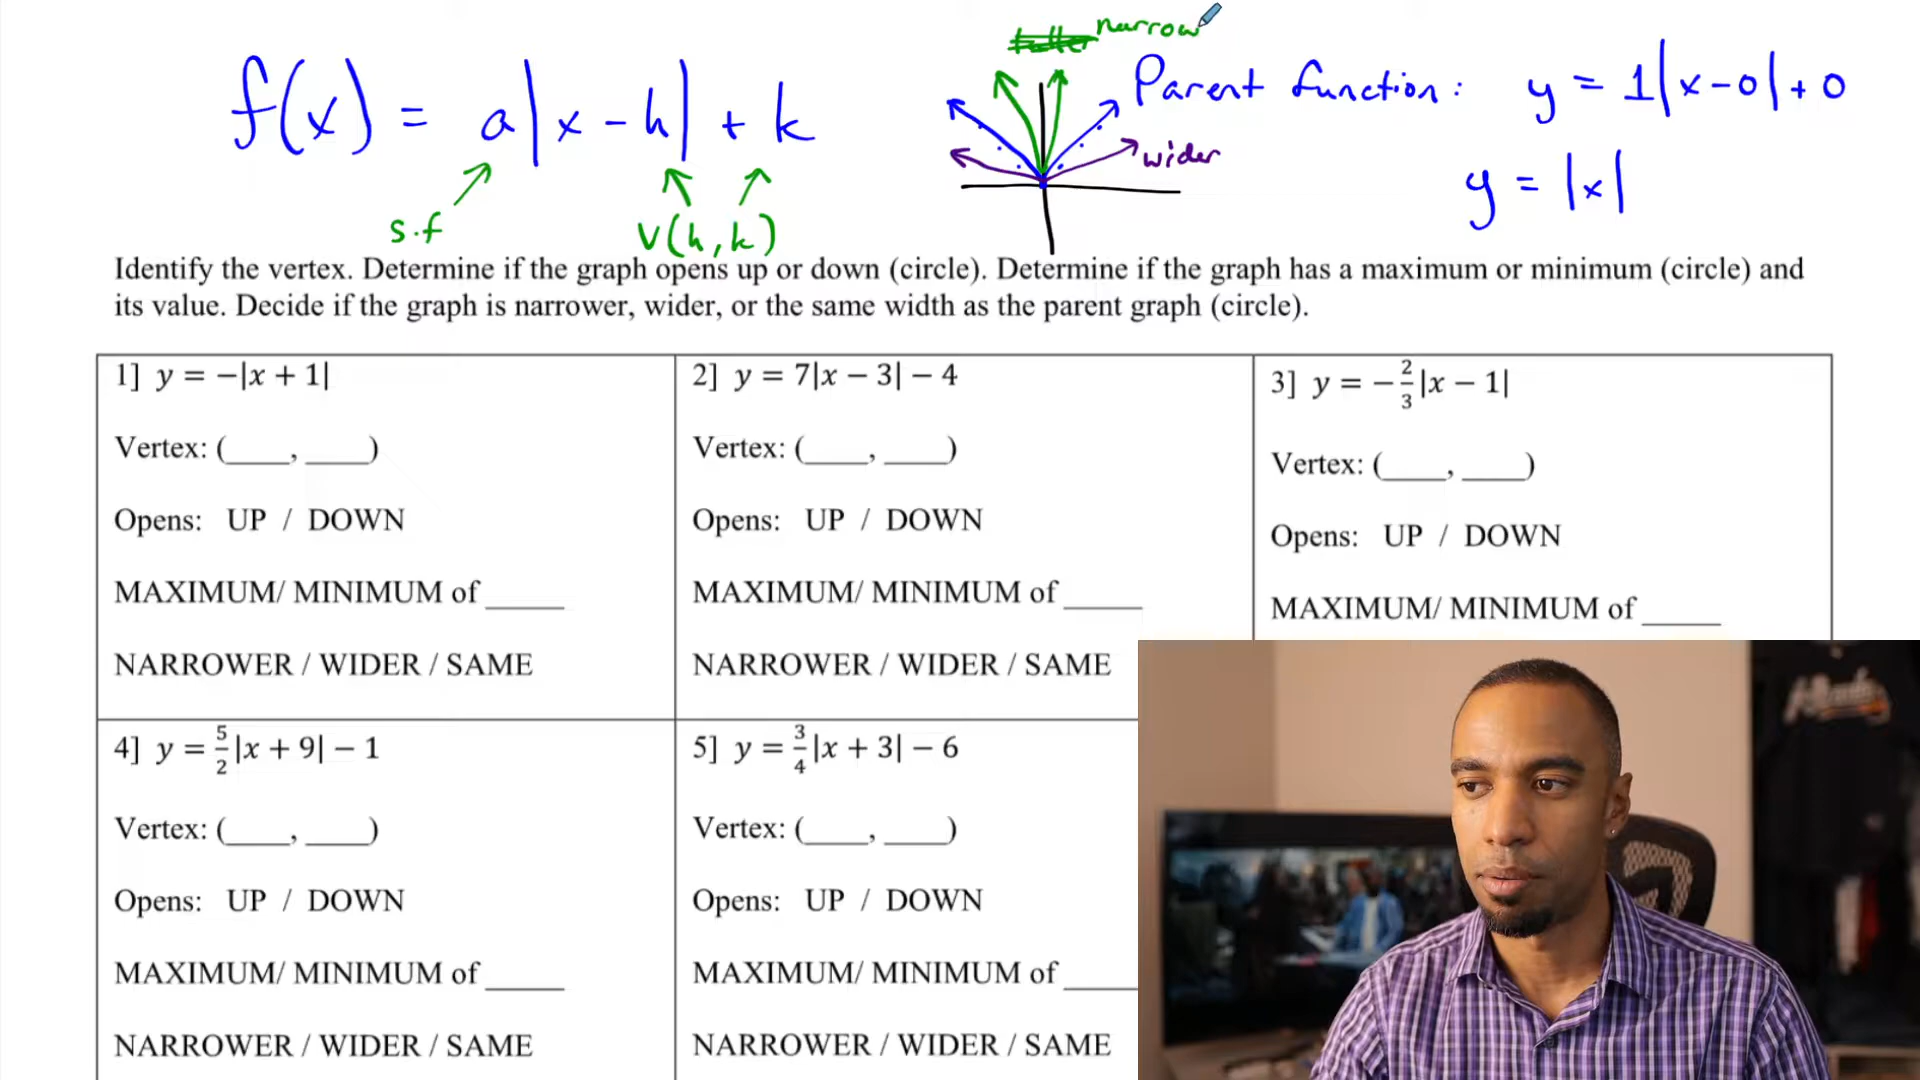 narrow
f(x) = a|x - h| + k
Parent function: y = 1|x-0| + 0
wider
y = |x|
s.f
V(h, k)
Identify the vertex. Determine if the graph opens up or down (circle). Determine if the graph has a maximum or minimum (circle) and
its value. Decide if the graph is narrower, wider, or the same width as the parent graph (circle).
1] y = −|x + 1|
Vertex: (____, ____)
Opens: UP / DOWN
MAXIMUM/ MINIMUM of _____
NARROWER / WIDER / SAME
2] y = 7|x − 3| − 4
Vertex: (____, ____)
Opens: UP / DOWN
MAXIMUM/ MINIMUM of _____
NARROWER / WIDER / SAME
3] y = −2/3|x − 1|
Vertex: (____, ____)
Opens: UP / DOWN
MAXIMUM/ MINIMUM of _____
4] y = 5/2|x + 9| − 1
Vertex: (____, ____)
Opens: UP / DOWN
MAXIMUM/ MINIMUM of _____
NARROWER / WIDER / SAME
5] y = 3/4|x + 3| − 6
Vertex: (____, ____)
Opens: UP / DOWN
MAXIMUM/ MINIMUM of _____
NARROWER / WIDER / SAME